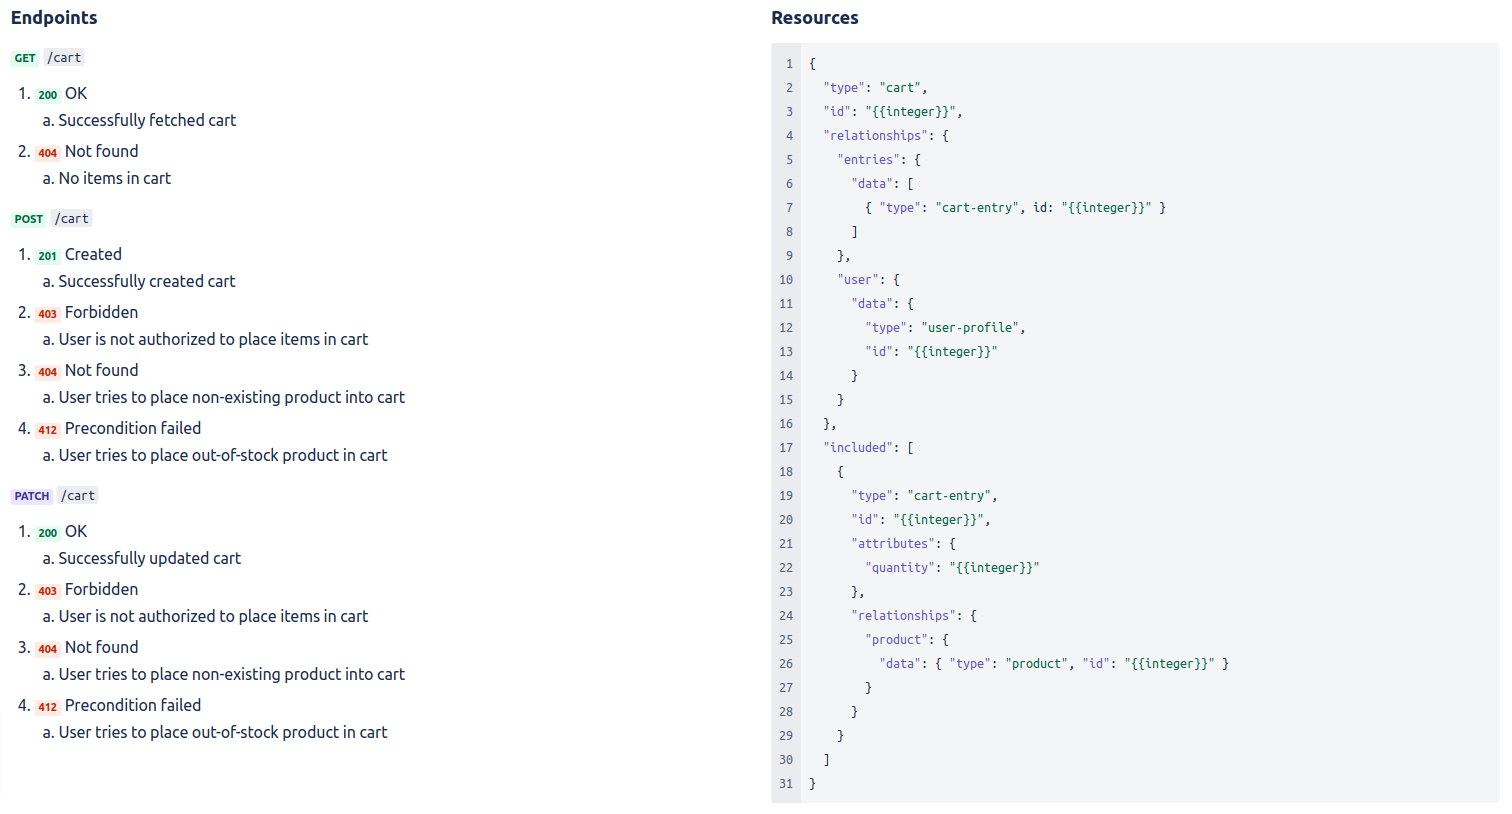 Endpoints
GET /cart
1. 200 OK
a. Successfully fetched cart
2. 404 Not found
a. No items in cart
POST /cart
1. 201 Created
a. Successfully created cart
2. 403 Forbidden
a. User is not authorized to place items in cart
3. 404 Not found
a. User tries to place non-existing product into cart
4. 412 Precondition failed
a. User tries to place out-of-stock product in cart
PATCH /cart
1. 200 OK
a. Successfully updated cart
2. 403 Forbidden
a. User is not authorized to place items in cart
3. 404 Not found
a. User tries to place non-existing product into cart
4. 412 Precondition failed
a. User tries to place out-of-stock product in cart
Resources
1 {
2 "type": "cart",
3 "id": "{{integer}}",
4 "relationships": {
5 "entries": {
6 "data": [
7 { "type": "cart-entry", id: "{{integer}}" }
8 ]
9 },
10 "user": {
11 "data": {
12 "type": "user-profile",
13 "id": "{{integer}}"
14 }
15 }
16 },
17 "included": [
18 {
19 "type": "cart-entry",
20 "id": "{{integer}}",
21 "attributes": {
22 "quantity": "{{integer}}"
23 },
24 "relationships": {
25 "product": {
26 "data": { "type": "product", "id": "{{integer}}" }
27 }
28 }
29 }
30 ]
31 }